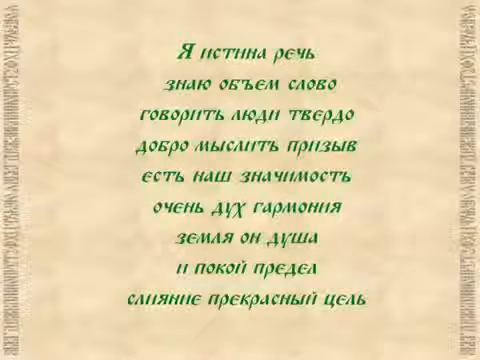 Я истина речь
знаю объем слово
говорить люди твердо
добро мыслить призыв
есть наш значимость
очень дух гармония
земля он душа
и покой предел
слияние прекрасный цель